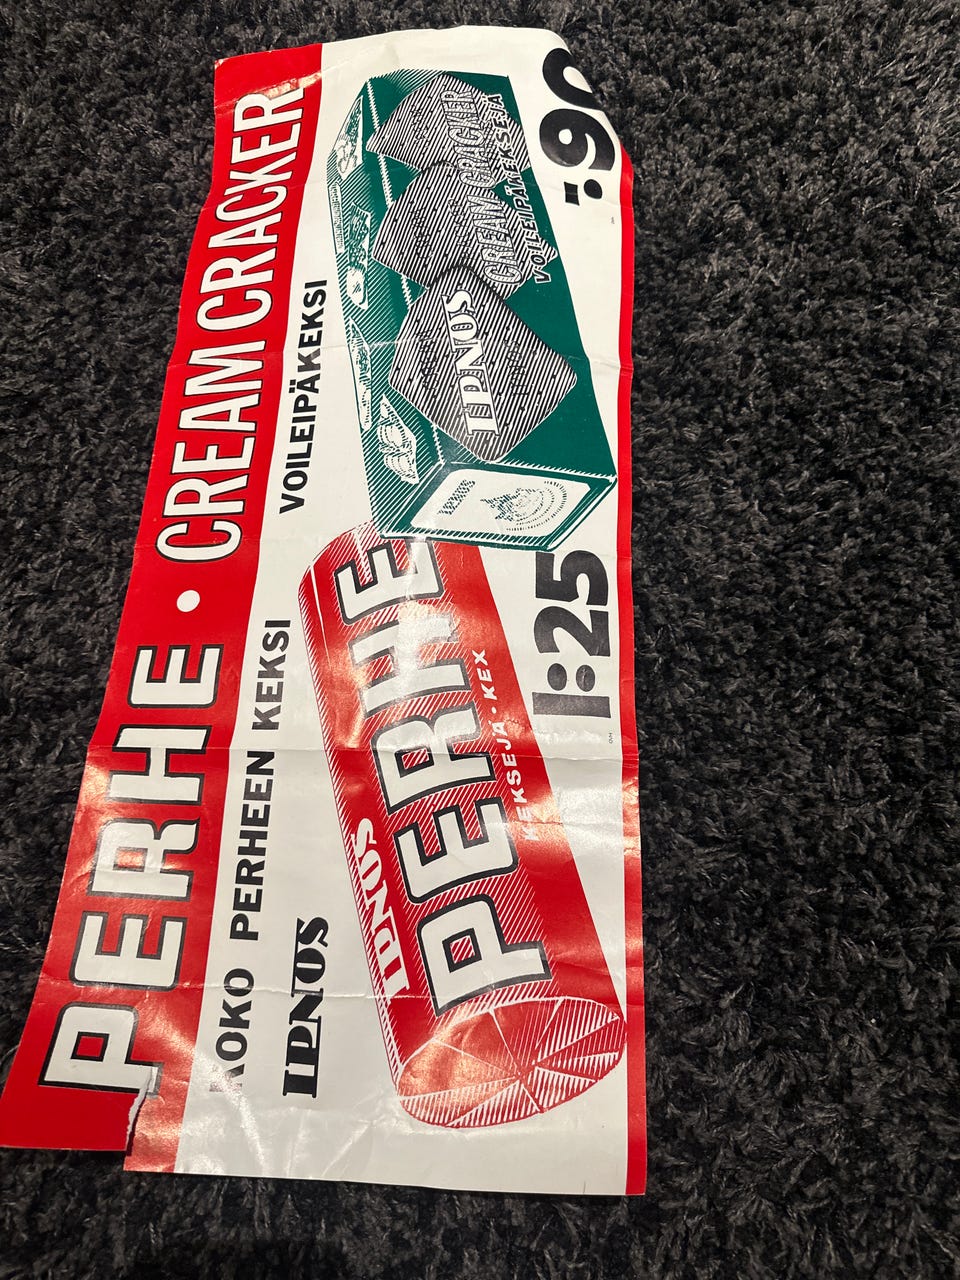 PERHE • CREAM CRACKER
KOKO PERHEEN KEKSI
VOILEIPÄKEKSI
IPNOS
IPNOS
PERHE
KEKSEJÄ · KEX
1:25
IPNOS
CREAM CRACKER
VOILEIPÄKEKSEJÄ
:90